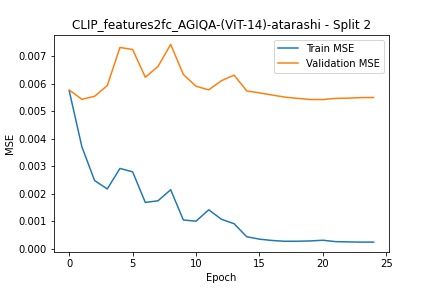 CLIP_features2fc_AGIQA-(ViT-14)-atarashi - Split 2
Train MSE
Validation MSE
0.007
0.006
0.005
0.004
0.003
0.002
0.001
0.000
MSE
0 5 10 15 20 25
Epoch